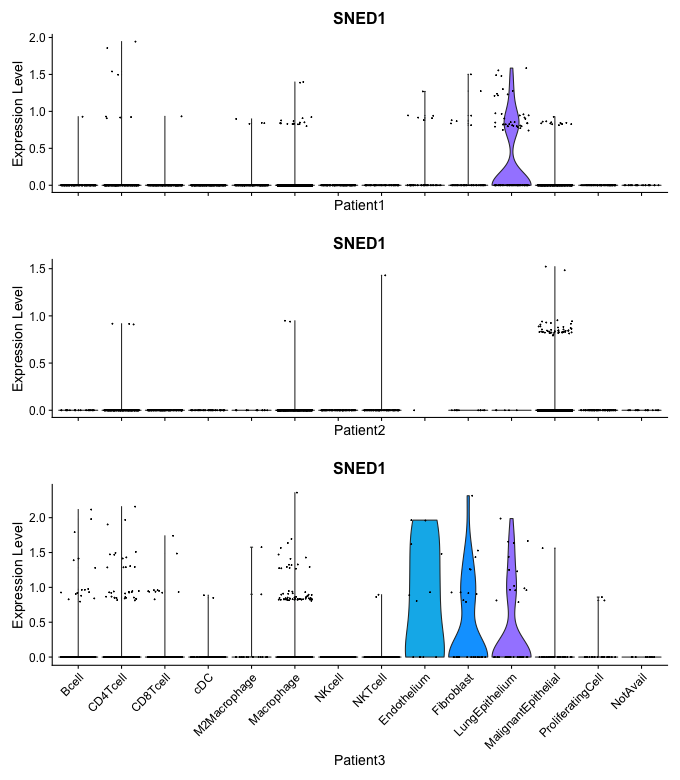 SNED1
Expression Level
2.0
1.5
1.0
0.5
0.0
Patient1
SNED1
Expression Level
1.5
1.0
0.5
0.0
Patient2
SNED1
Expression Level
2.0
1.5
1.0
0.5
0.0
Bcell
CD4Tcell
CD8Tcell
cDC
M2Macrophage
Macrophage
NKcell
NKTcell
Endothelium
Fibroblast
LungEpithelium
MalignantEpithelial
ProliferatingCell
NotAvail
Patient3